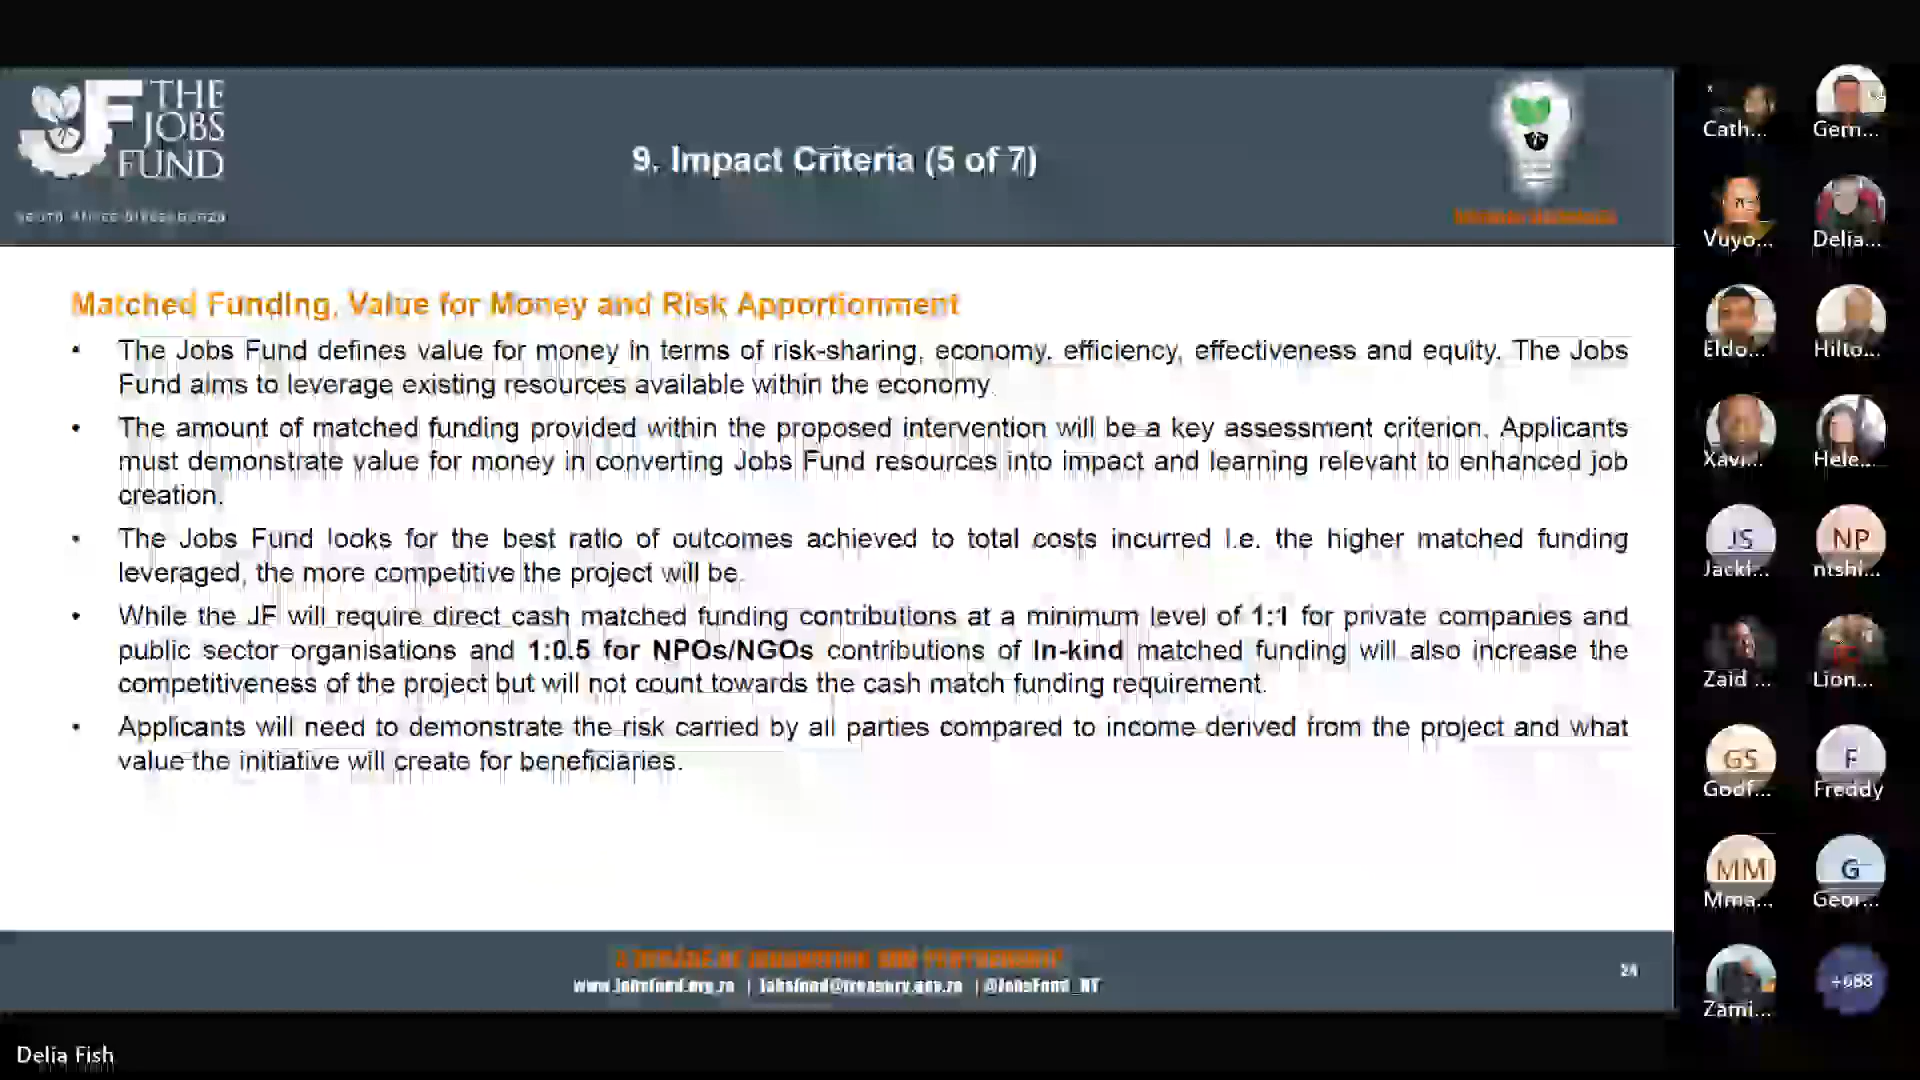 THE
JOBS
FUND
9. Impact Criteria (5 of 7)
Matched Funding, Value for Money and Risk Apportionment
• The Jobs Fund defines value for money in terms of risk-sharing, economy, efficiency, effectiveness and equity. The Jobs
Fund aims to leverage existing resources available within the economy.
• The amount of matched funding provided within the proposed intervention will be a key assessment criterion. Applicants
must demonstrate value for money in converting Jobs Fund resources into impact and learning relevant to enhanced job
creation.
• The Jobs Fund looks for the best ratio of outcomes achieved to total costs incurred i.e. the higher matched funding
leveraged, the more competitive the project will be.
• While the JF will require direct cash matched funding contributions at a minimum level of 1:1 for private companies and
public sector organisations and 1:0.5 for NPOs/NGOs contributions of In-kind matched funding will also increase the
competitiveness of the project but will not count towards the cash match funding requirement.
• Applicants will need to demonstrate the risk carried by all parties compared to income derived from the project and what
value the initiative will create for beneficiaries.
www.jobsfund.org.za | jobsfund@treasury.gov.za | @JobsFund_NT
24
Cath...
Gem...
Vuyo...
Delia...
Eldo...
Hilto...
Xavi...
Hele...
JS
NP
Jacki...
ntshi...
Zaid ...
Lion...
GS
F
Godf...
Freddy
MM
G
Mma...
Geor...
Zami...
+683
Delia Fish